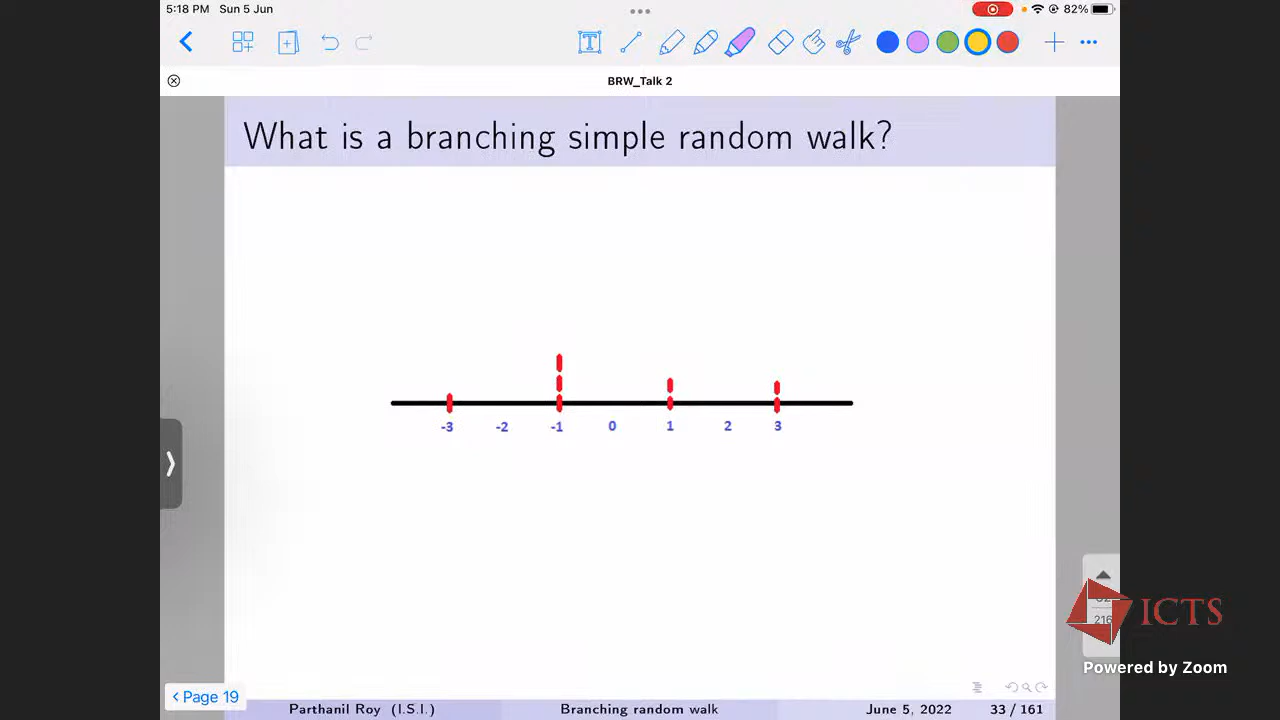 5:18 PM Sun 5 Jun
82%
BRW_Talk 2
What is a branching simple random walk?
-3 -2 -1 0 1 2 3
216
ICTS
Powered by Zoom
Page 19
Parthanil Roy (I.S.I.) Branching random walk June 5, 2022 33 / 161